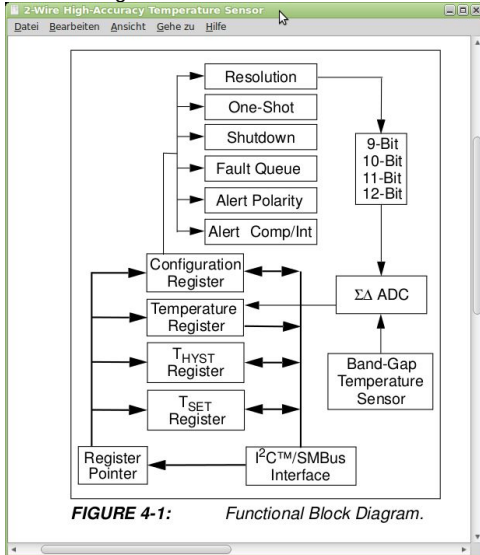 2-Wire High-Accuracy Temperature Sensor
Datei Bearbeiten Ansicht Gehe zu Hilfe
Resolution
One-Shot
Shutdown
Fault Queue
Alert Polarity
Alert Comp/Int
9-Bit
10-Bit
11-Bit
12-Bit
Configuration
Register
Temperature
Register
THYST
Register
TSET
Register
ΣΔ ADC
Band-Gap
Temperature
Sensor
Register
Pointer
I2C™/SMBus
Interface
FIGURE 4-1: Functional Block Diagram.